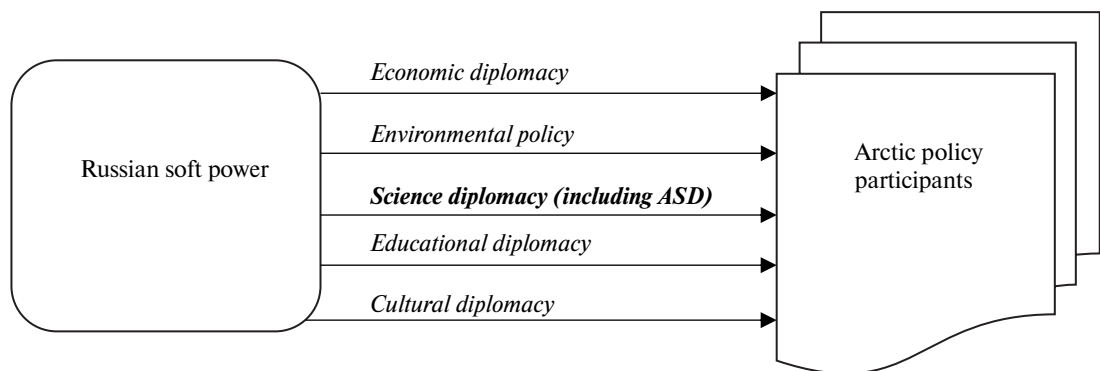 Economic diplomacy
Environmental policy
Russian soft power
Science diplomacy (including ASD)
Educational diplomacy
Cultural diplomacy
Arctic policy
participants